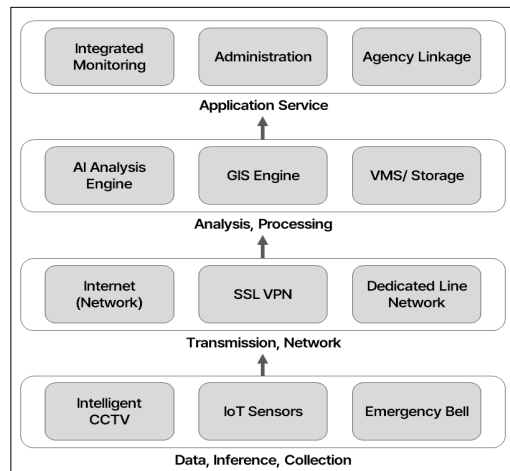 Integrated
Monitoring
Administration
Agency Linkage
Application Service
AI Analysis
Engine
GIS Engine
VMS/ Storage
Analysis, Processing
Internet
(Network)
SSL VPN
Dedicated Line
Network
Transmission, Network
Intelligent
CCTV
IoT Sensors
Emergency Bell
Data, Inference, Collection